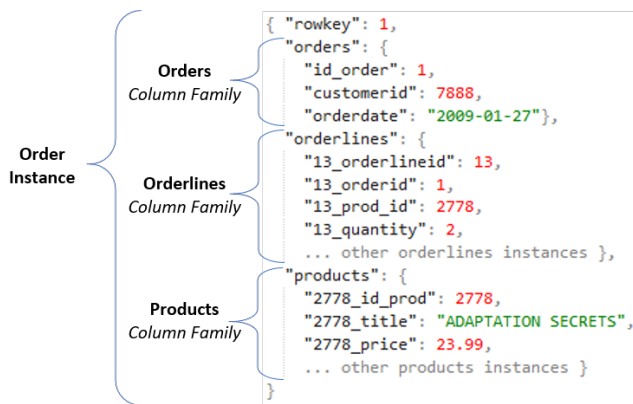 { "rowkey": 1,
"orders": {
Orders
Column Family
"id_order": 1,
"customerid": 7888,
"orderdate": "2009-01-27"},
Order
Instance
"orderlines": {
Orderlines
Column Family
"13_orderlineid": 13,
"13_orderid": 1,
"13_prod_id": 2778,
"13_quantity": 2,
... other orderlines instances },
"products": {
Products
Column Family
"2778_id_prod": 2778,
"2778_title": "ADAPTATION SECRETS",
"2778_price": 23.99,
... other products instances }
}